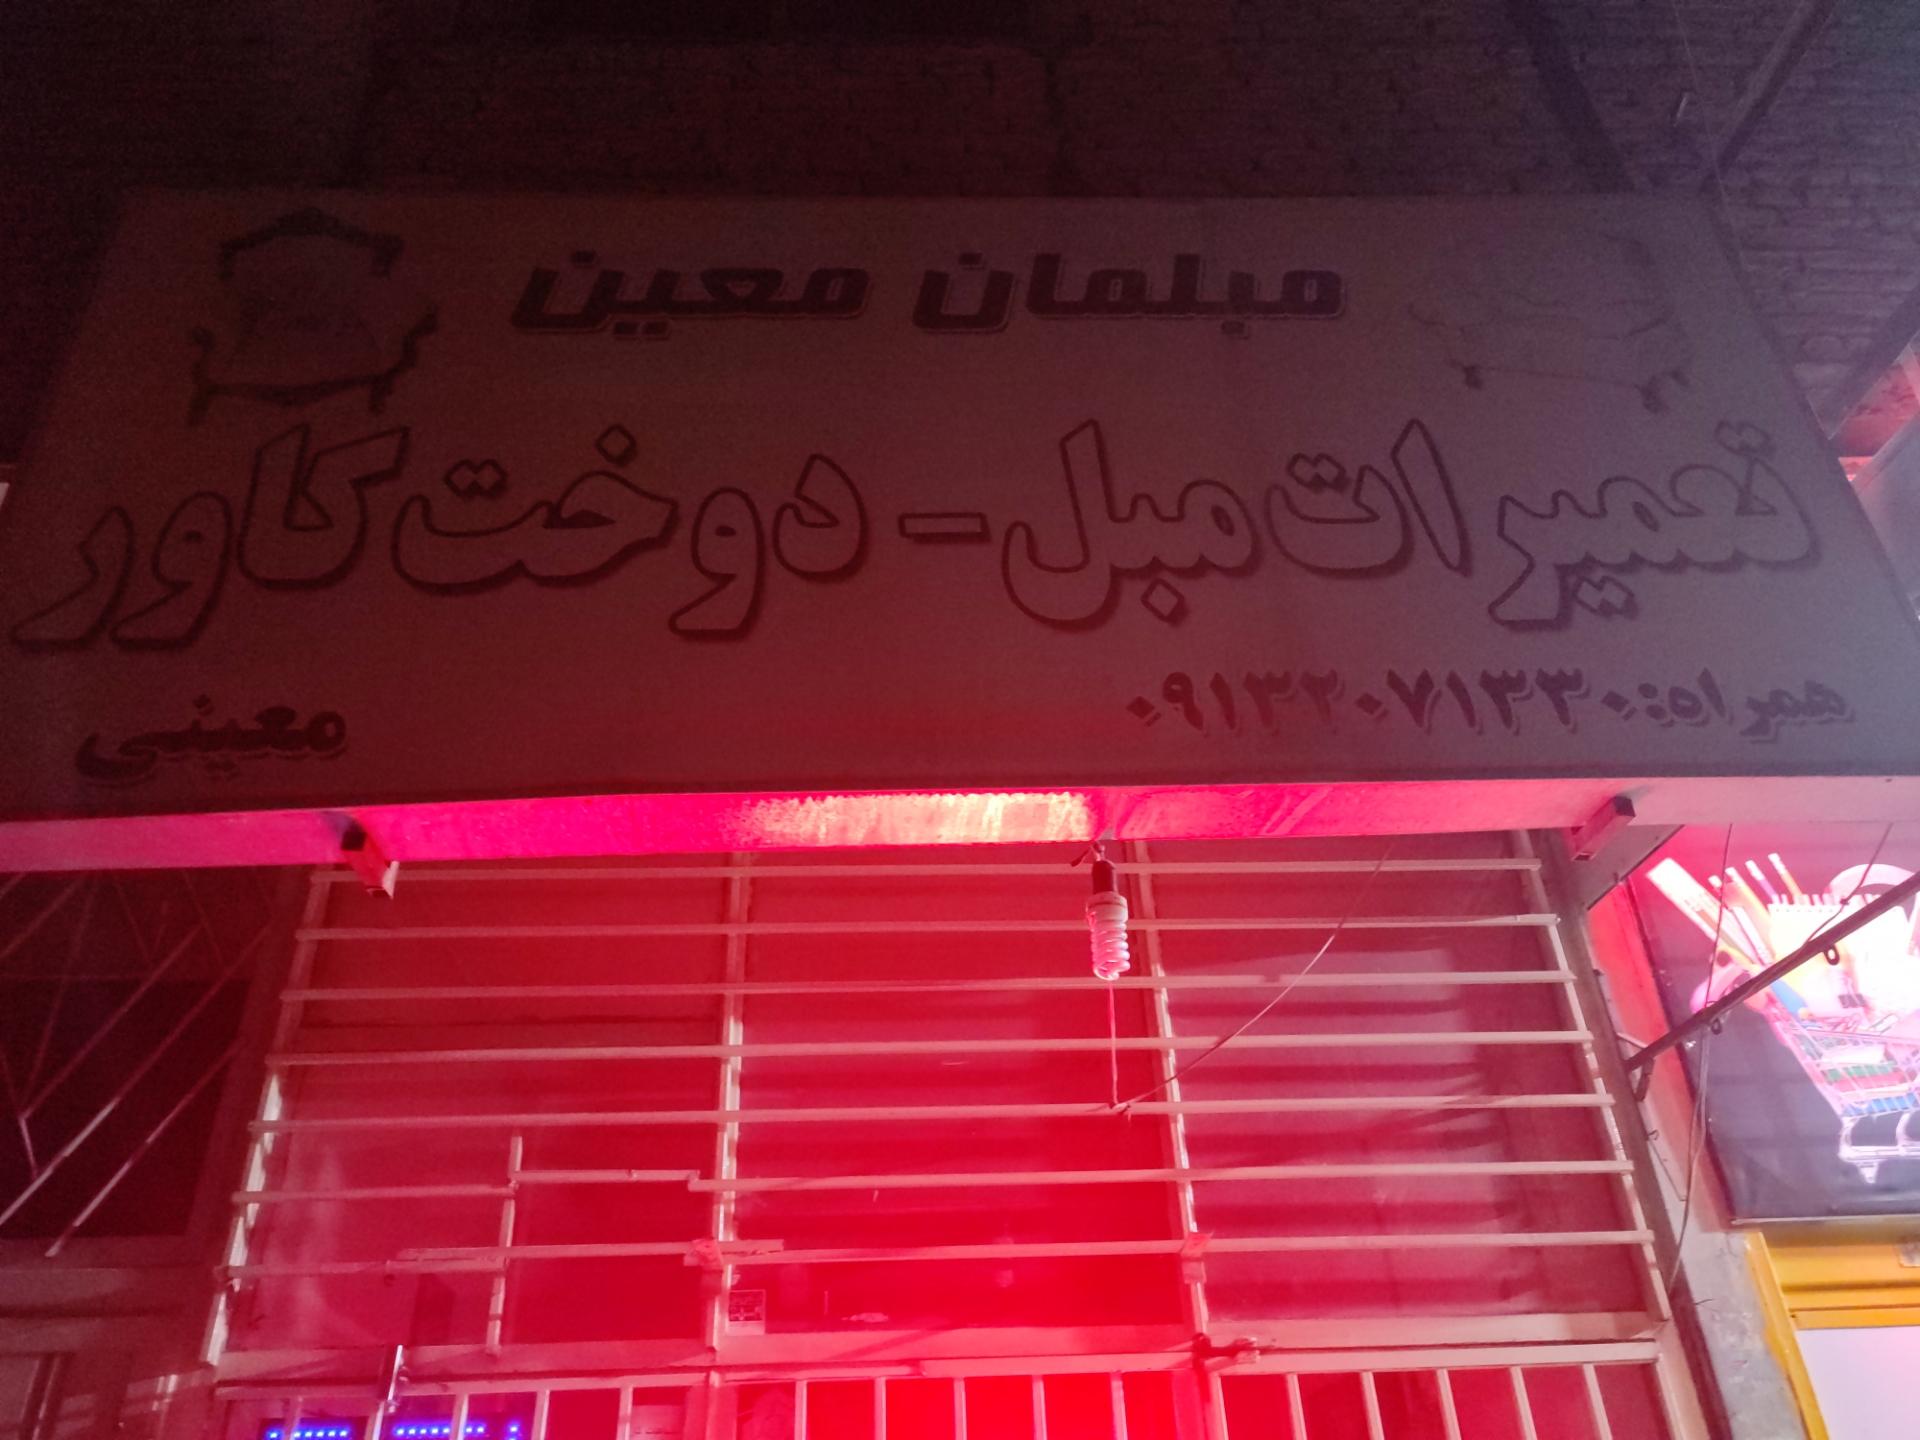 مبلمان معین
تعمیرات مبل - دوخت کاور
همراه: ۰۹۱۳۲۰۷۱۳۳۰
معینی